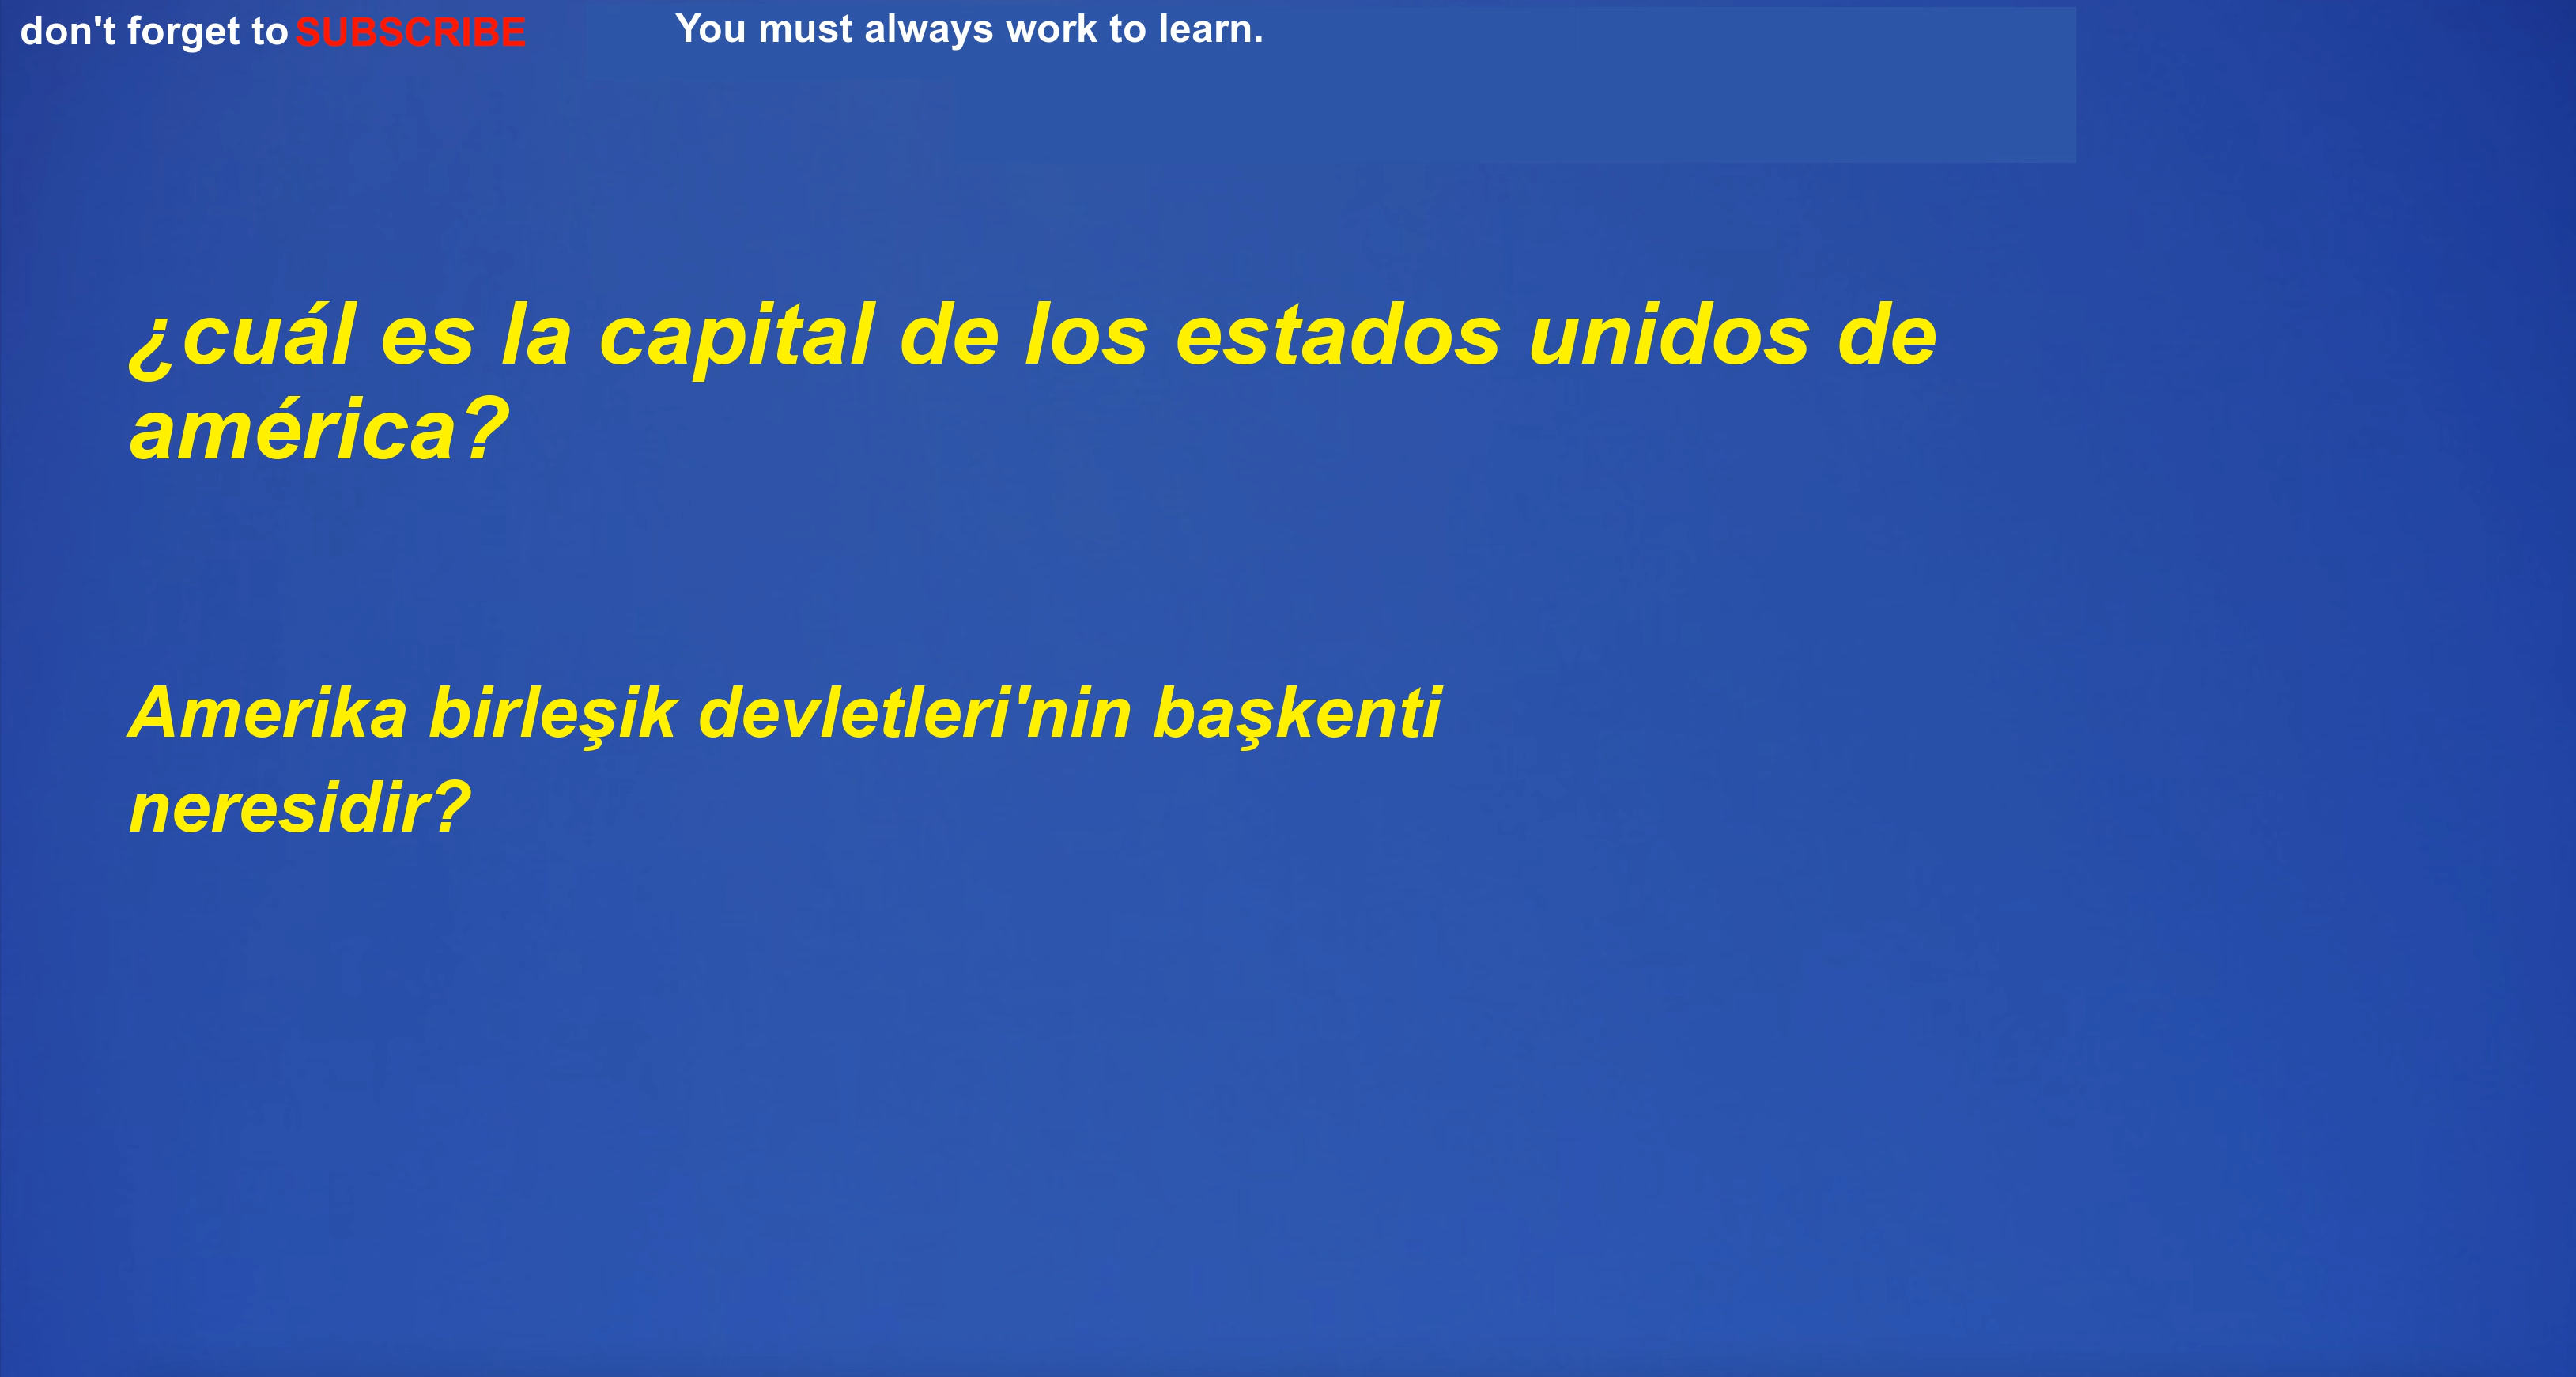 don't forget to SUBSCRIBE You must always work to learn.
¿cuál es la capital de los estados unidos de
américa?
Amerika birleşik devletleri'nin başkenti
neresidir?